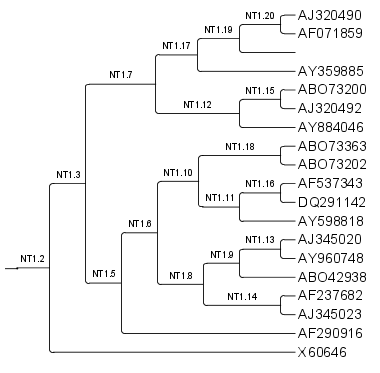 NT1.20 AJ320490
NT1.19 AF071859
NT1.17
AY359885
NT1.7 NT1.15 ABO73200
NT1.12 AJ320492
AY884046
NT1.18 ABO73363
ABO73202
NT1.3 NT1.10 NT1.16 AF537343
NT1.11 DQ291142
AY598818
NT1.6 NT1.13 AJ345020
NT1.9 AY960748
NT1.2 NT1.5 NT1.8 ABO42938
NT1.14 AF237682
AJ345023
AF290916
X60646